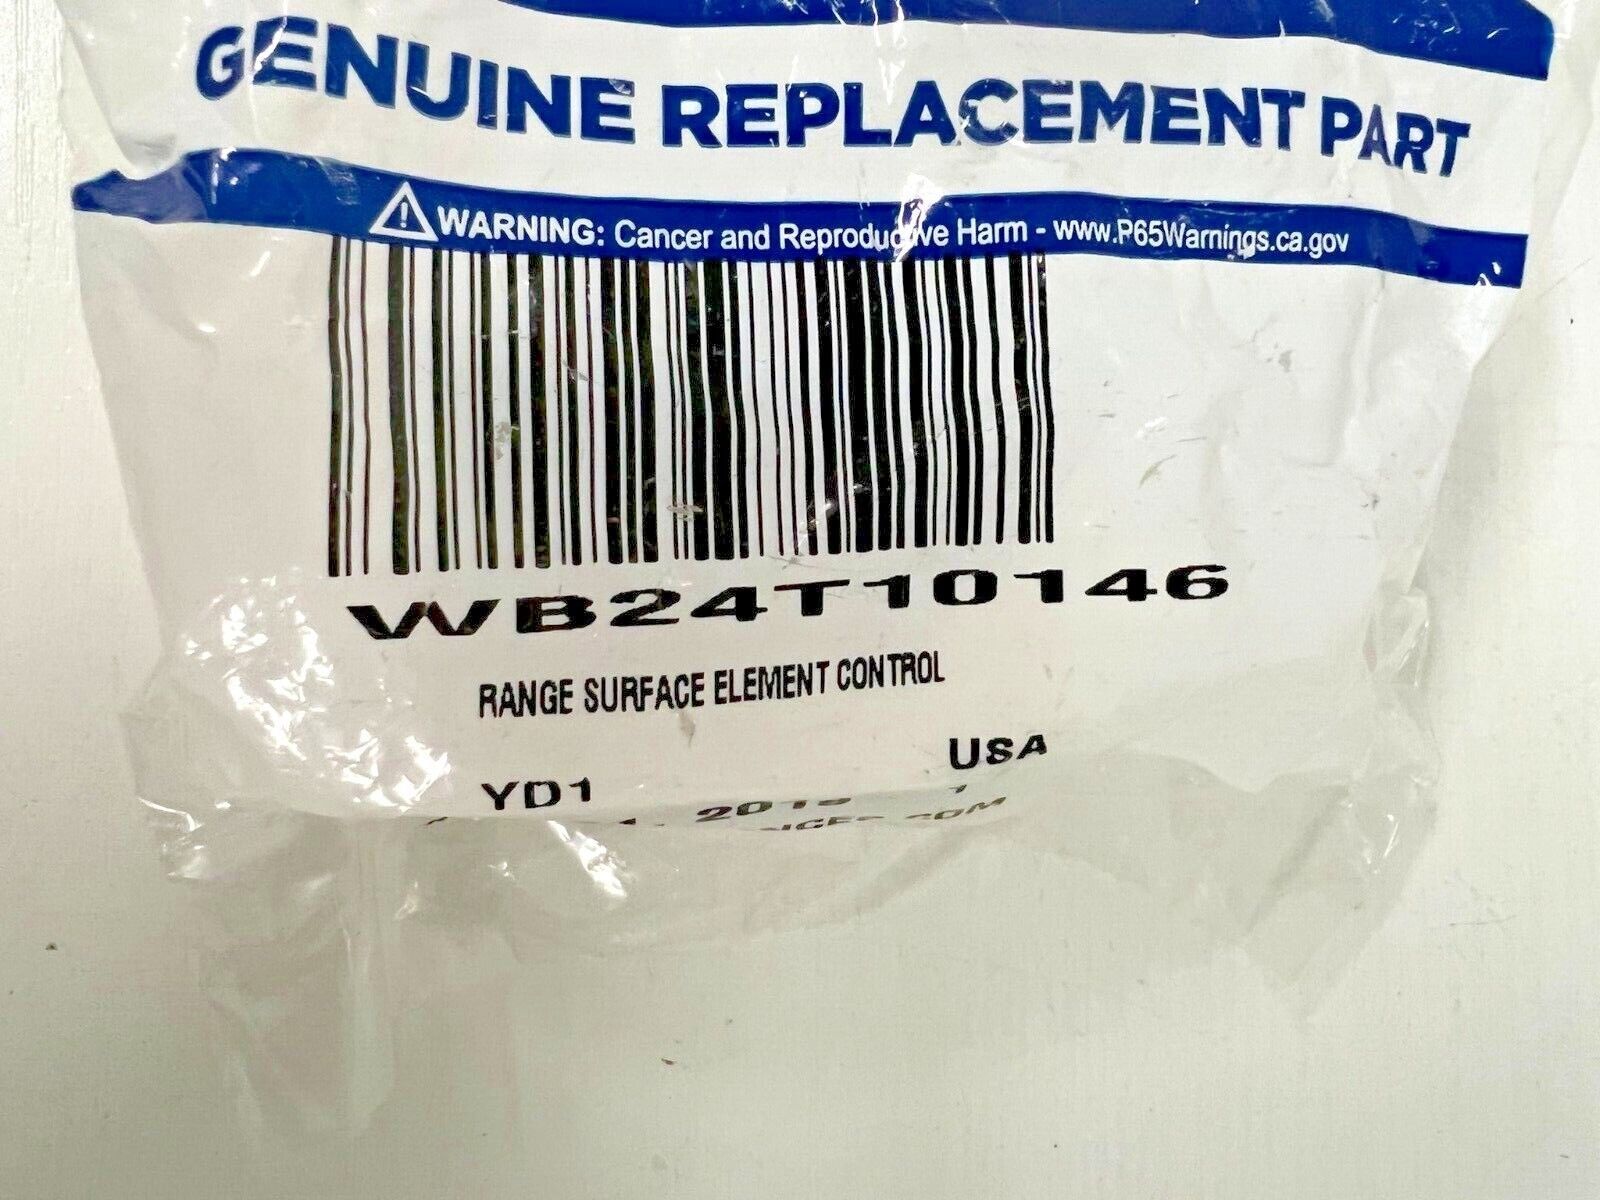 GENUINE REPLACEMENT PART
WARNING: Cancer and Reproductive Harm - www.P65Warnings.ca.gov
WB24T10146
RANGE SURFACE ELEMENT CONTROL
USA
YD1